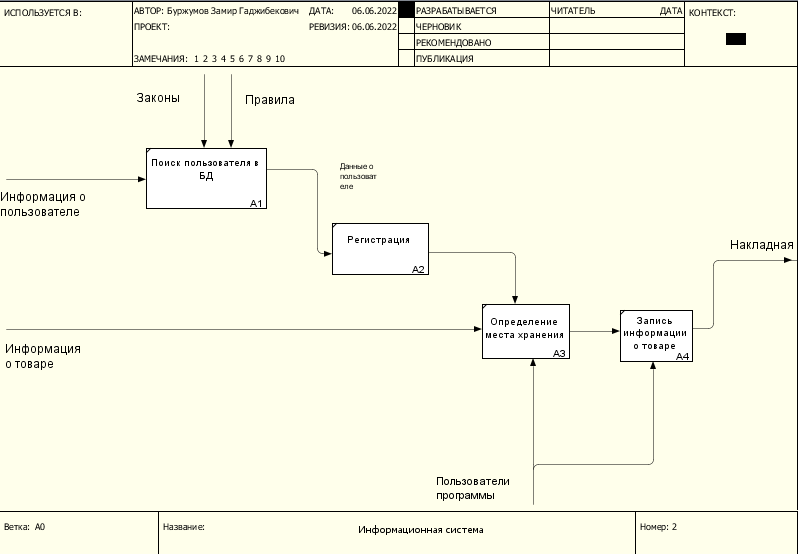 ИСПОЛЬЗУЕТСЯ В:
АВТОР: Буржумов Замир Гаджибекович
ДАТА: 06.06.2022
ПРОЕКТ:
РЕВИЗИЯ: 06.06.2022
ЗАМЕЧАНИЯ: 1 2 3 4 5 6 7 8 9 10
РАЗРАБАТЫВАЕТСЯ
ЧЕРНОВИК
РЕКОМЕНДОВАНО
ПУБЛИКАЦИЯ
ЧИТАТЕЛЬ
ДАТА
КОНТЕКСТ:
Законы
Правила
Поиск пользователя в
БД
A1
Информация о
пользователе
Данные о
пользоват
еле
Регистрация
A2
Накладная
Информация
о товаре
Определение
места хранения
A3
Запись
информации
о товаре
A4
Пользователи
программы
Ветка: A0
Название:
Информационная система
Номер: 2